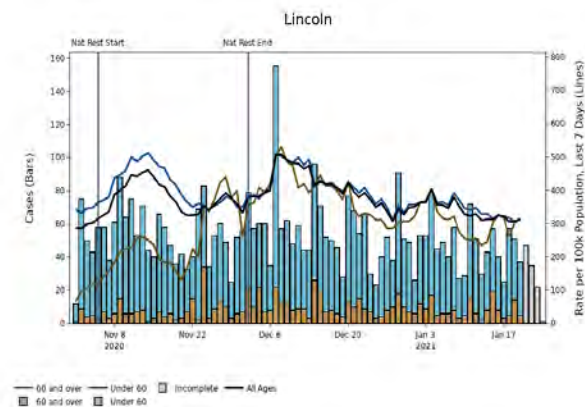 Lincoln
Nat Rest Start
Nat Rest End
160
140
120
100
80
60
40
20
0
Cases (Bars)
800
700
600
500
400
300
200
100
0
Rate per 100k Population, Last 7 Days (Lines)
Nov 8
2020
Nov 22
Dec 6
Dec 20
Jan 3
2021
Jan 17
60 and over
Under 60
Incomplete
All Ages
60 and over
Under 60